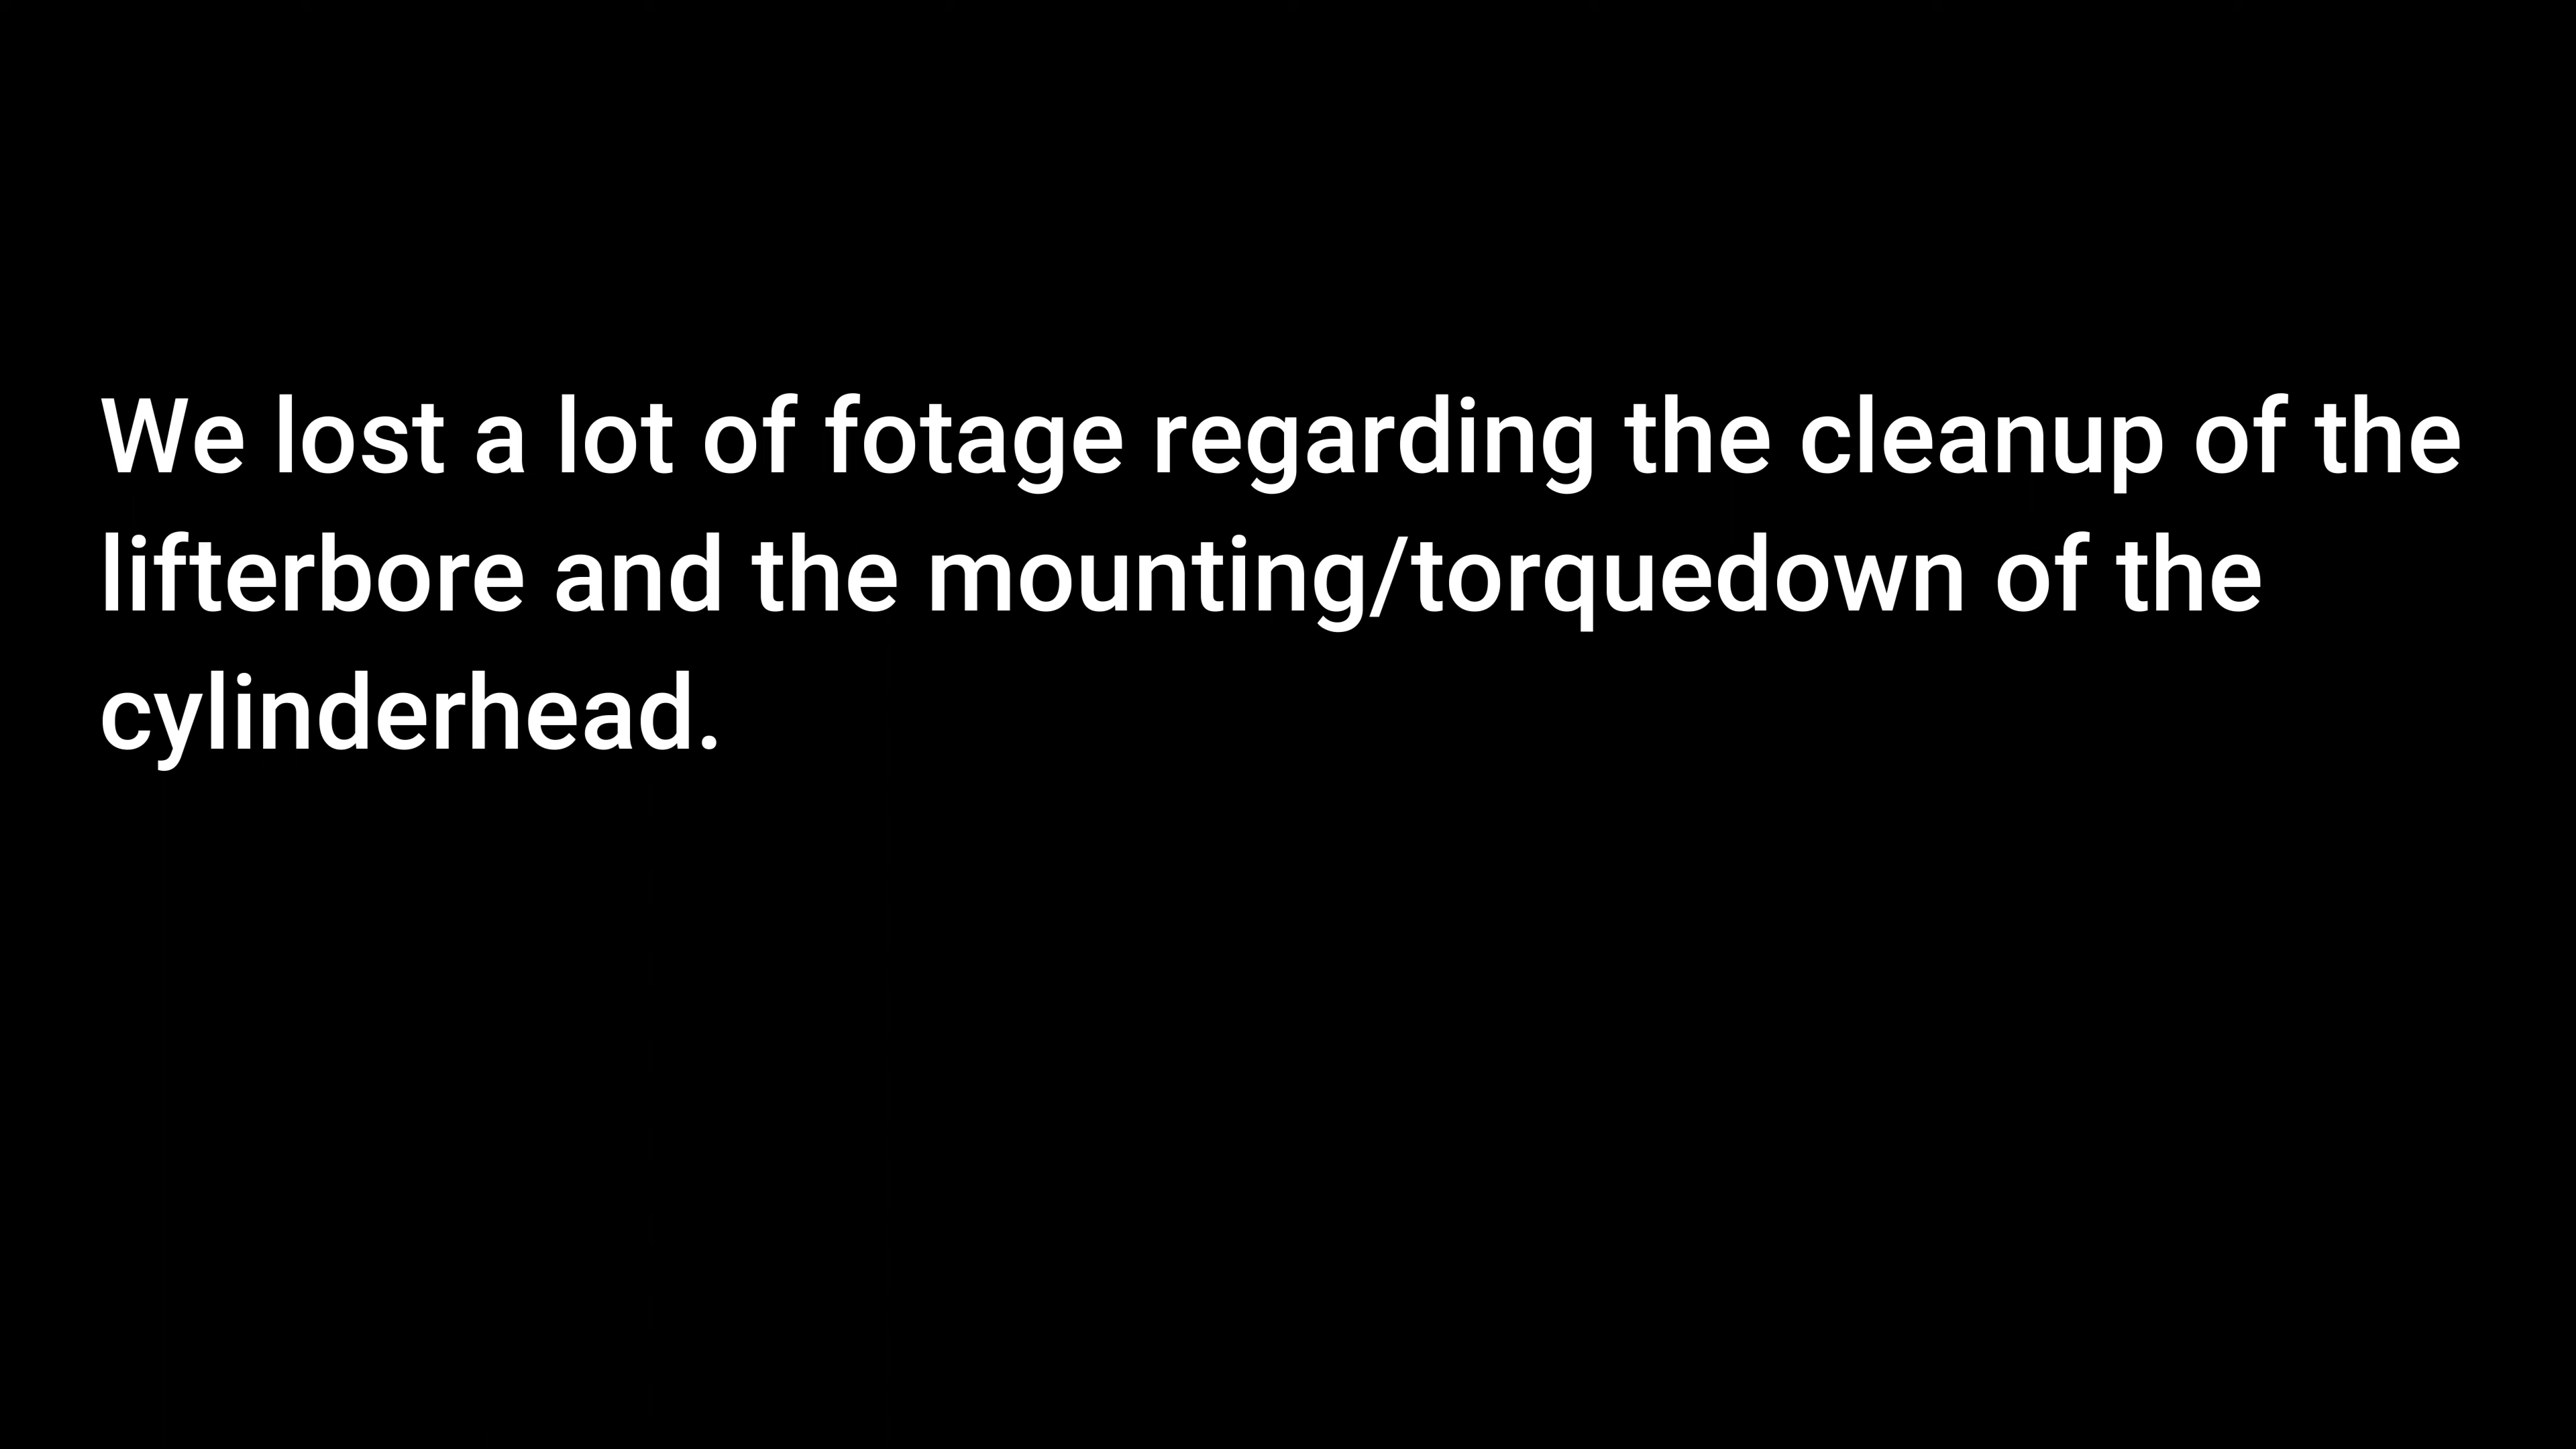 We lost a lot of fotage regarding the cleanup of the
lifterbore and the mounting/torquedown of the
cylinderhead.